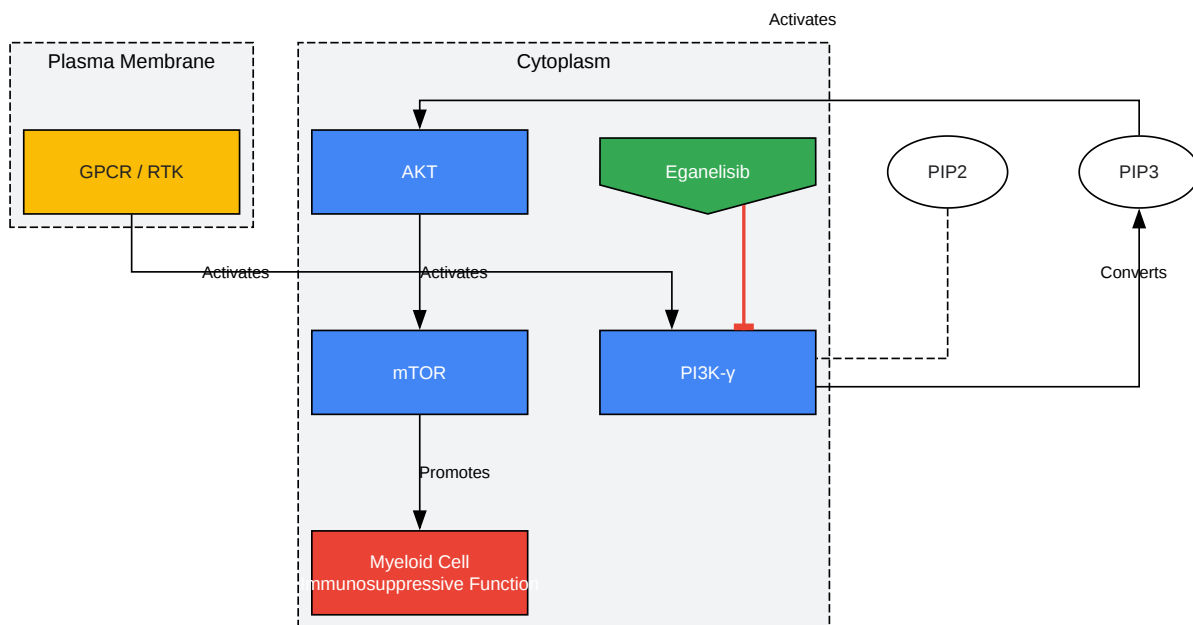 Activates
Plasma Membrane
Cytoplasm
GPCR / RTK
AKT
Eganelisib
PIP2
PIP3
Activates
Activates
Converts
mTOR
PI3K-γ
Promotes
Myeloid Cell
Immunosuppressive Function